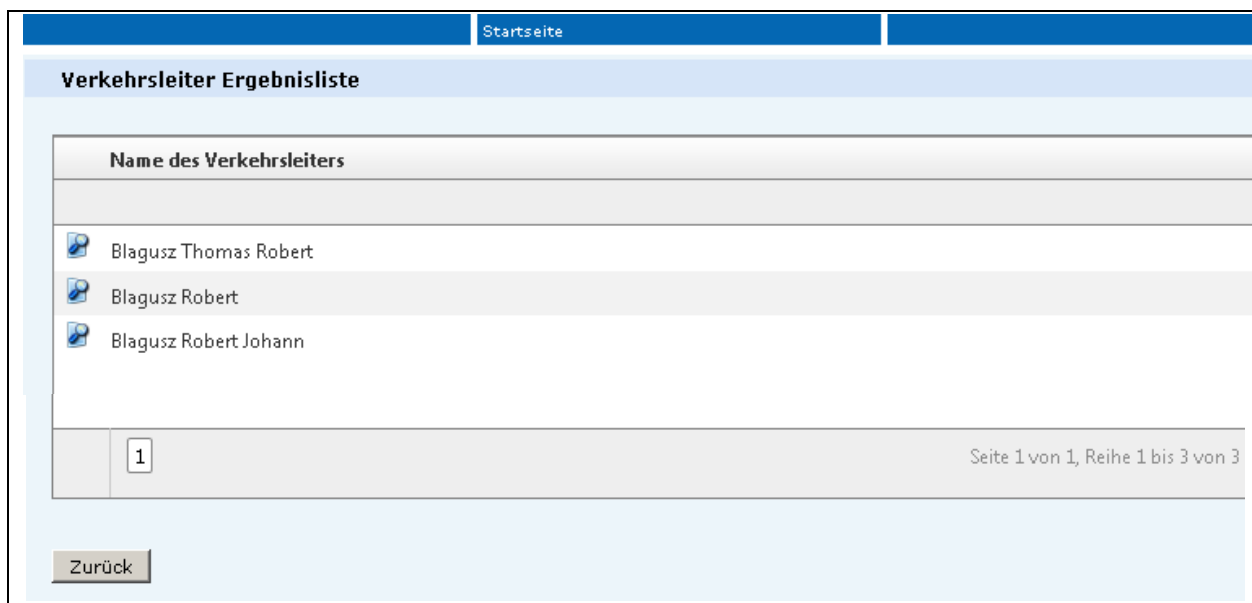 Startseite
Verkehrsleiter Ergebnisliste
Name des Verkehrsleiters
Blagusz Thomas Robert
Blagusz Robert
Blagusz Robert Johann
1
Seite 1 von 1, Reihe 1 bis 3 von 3
Zurück